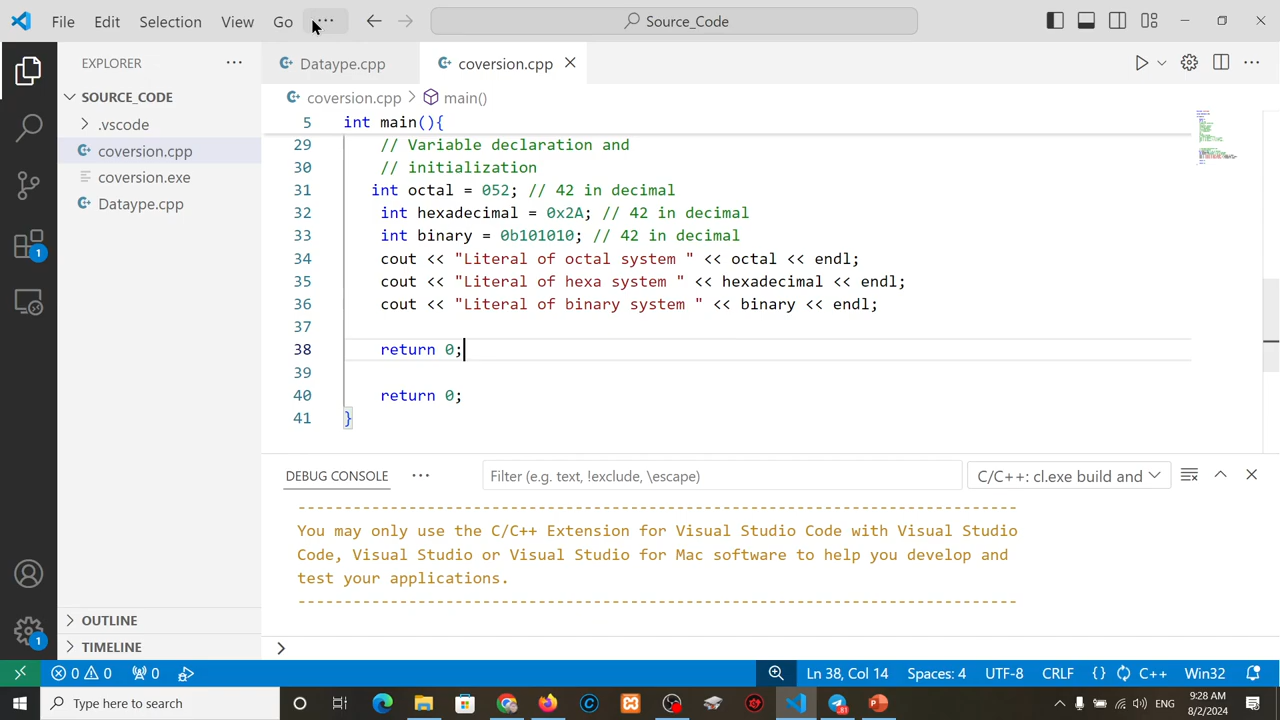 File Edit Selection View Go ··· Source_Code
EXPLORER ···
SOURCE_CODE
.vscode
coversion.cpp
coversion.exe
Dataype.cpp
OUTLINE
TIMELINE
1
1
Dataype.cpp coversion.cpp
coversion.cpp > main()
5 int main(){
29 // Variable declaration and
30 // initialization
31 int octal = 052; // 42 in decimal
32 int hexadecimal = 0x2A; // 42 in decimal
33 int binary = 0b101010; // 42 in decimal
34 cout << "Literal of octal system " << octal << endl;
35 cout << "Literal of hexa system " << hexadecimal << endl;
36 cout << "Literal of binary system " << binary << endl;
37
38 return 0;
39
40 return 0;
41 }
DEBUG CONSOLE ··· Filter (e.g. text, !exclude, \escape) C/C++: cl.exe build and
-------------------------------------------------------------------------------
You may only use the C/C++ Extension for Visual Studio Code with Visual Studio
Code, Visual Studio or Visual Studio for Mac software to help you develop and
test your applications.
-------------------------------------------------------------------------------
>
0 0 0 Ln 38, Col 14 Spaces: 4 UTF-8 CRLF {} C++ Win32
Type here to search ENG 9:28 AM
8/2/2024